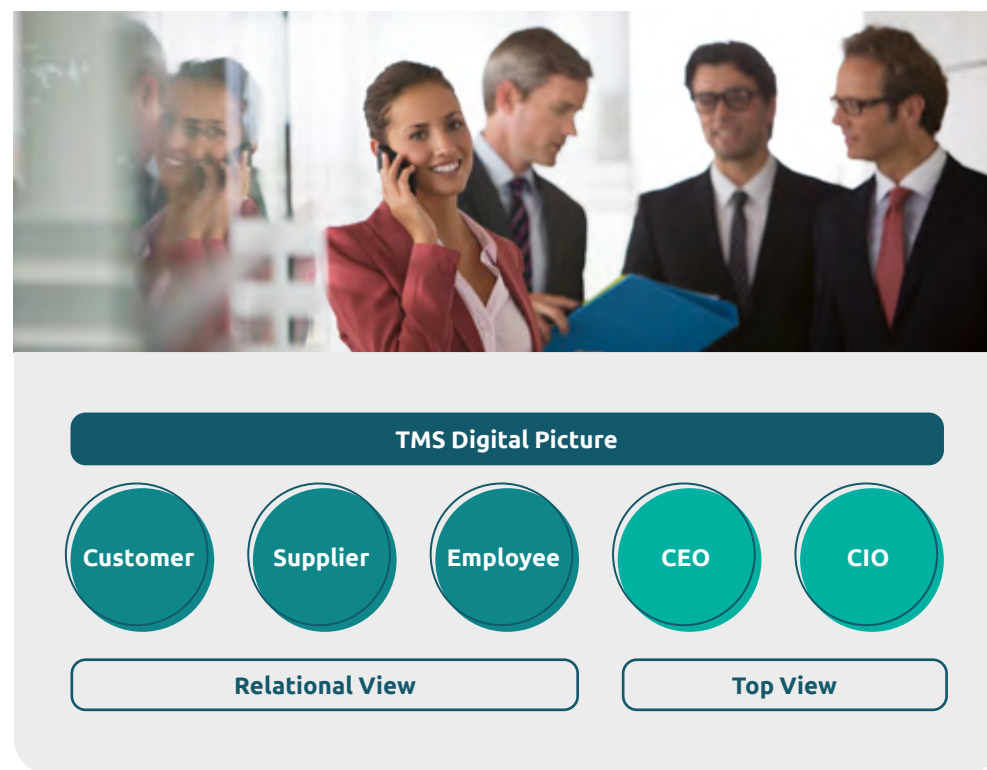 TMS Digital Picture
Customer
Supplier
Employee
CEO
CIO
Relational View
Top View